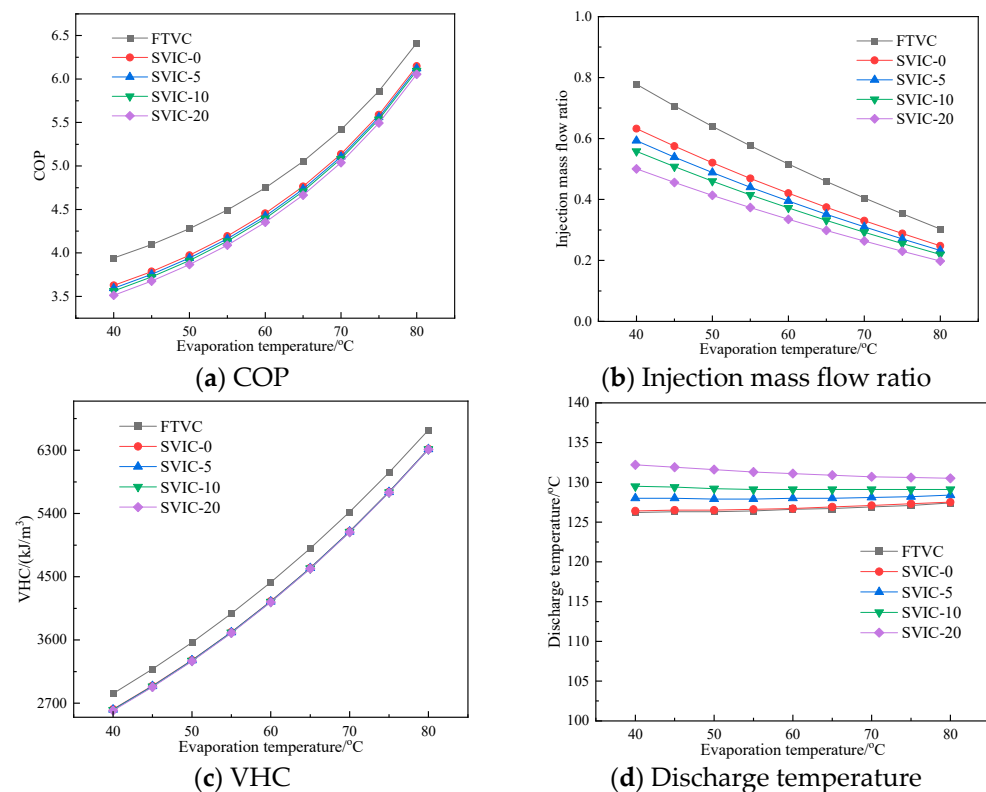 6.5
6.0
5.5
5.0
4.5
4.0
3.5
COP
FTVC
SVIC-0
SVIC-5
SVIC-10
SVIC-20
40 50 60 70 80
Evaporation temperature/°C
(a) COP
1.0
0.8
0.6
0.4
0.2
0.0
Injection mass flow ratio
FTVC
SVIC-0
SVIC-5
SVIC-10
SVIC-20
40 50 60 70 80
Evaporation temperature/°C
(b) Injection mass flow ratio
6300
5400
4500
3600
2700
VHC/(kJ/m³)
FTVC
SVIC-0
SVIC-5
SVIC-10
SVIC-20
40 50 60 70 80
Evaporation temperature/°C
(c) VHC
140
135
130
125
120
115
110
105
100
Discharge temperature/°C
FTVC
SVIC-0
SVIC-5
SVIC-10
SVIC-20
40 50 60 70 80
Evaporation temperature/°C
(d) Discharge temperature